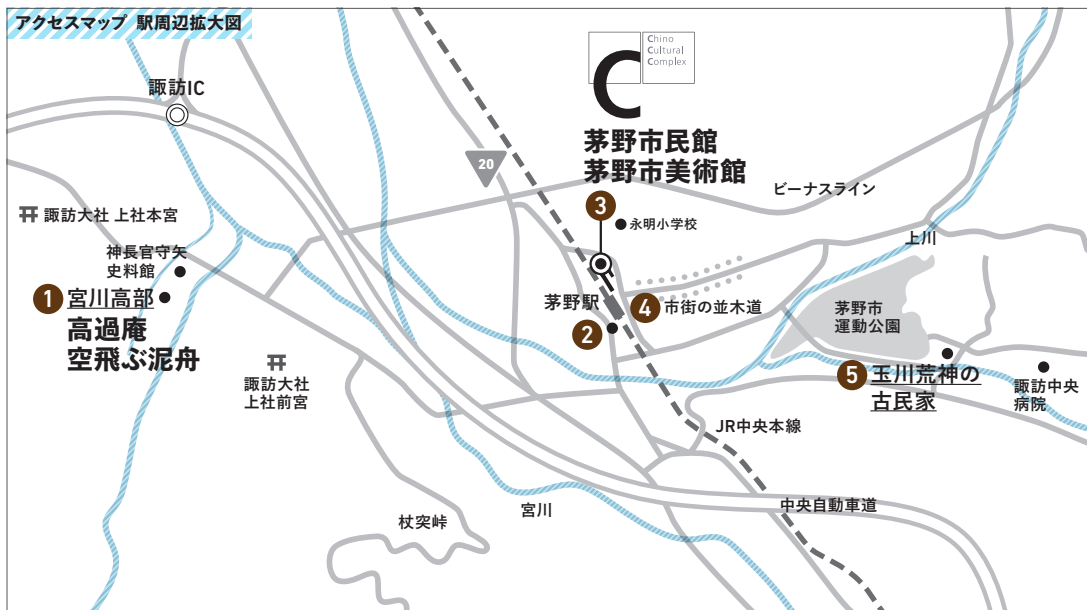 アクセスマップ 駅周辺拡大図
Chino
Cultural
Complex
C
諏訪IC
茅野市民館
茅野市美術館
20
ビーナスライン
3
永明小学校
諏訪大社 上社本宮
上川
神長官守矢
史料館
1 宮川高部
高過庵
空飛ぶ泥舟
茅野駅
2
4 市街の並木道
茅野市
運動公園
諏訪大社
上社前宮
5 玉川荒神の
古民家
諏訪中央
病院
JR中央本線
中央自動車道
宮川
杖突峠